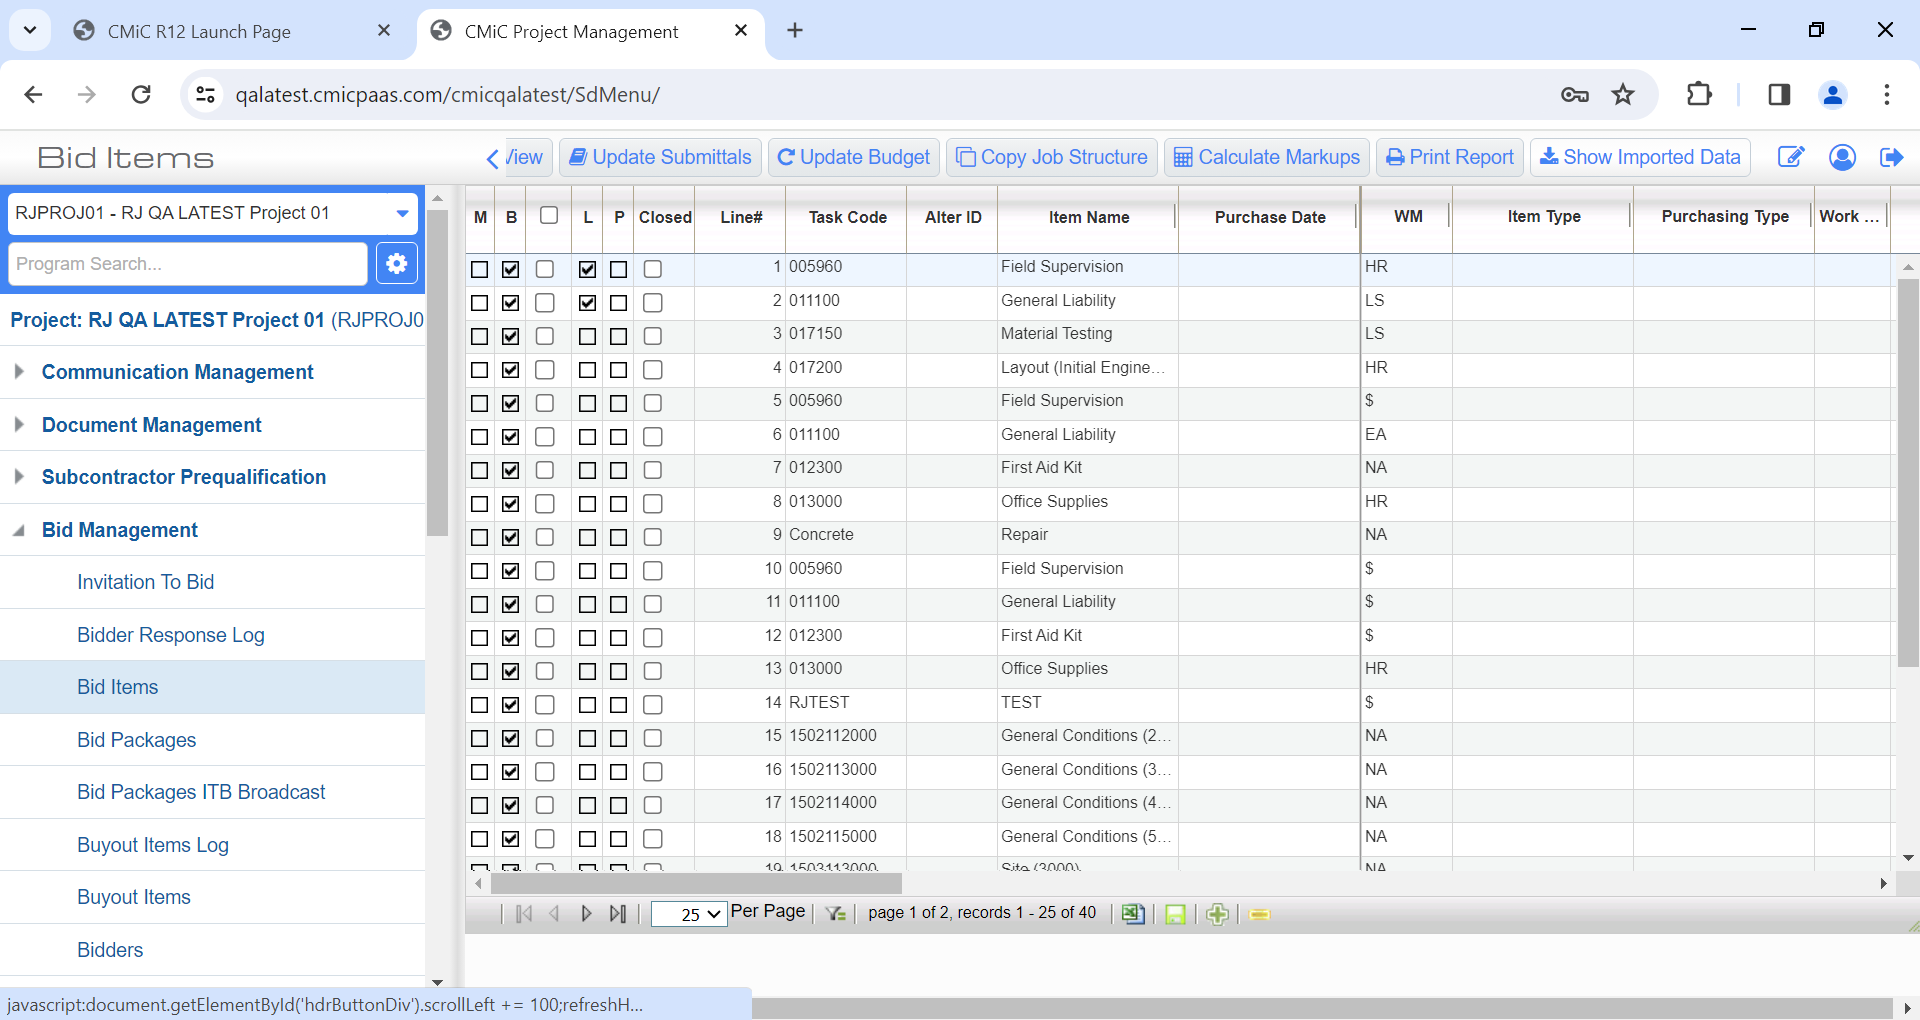 CMiC R12 Launch Page
CMiC Project Management
qalatest.cmicpaas.com/cmicqalatest/SdMenu/
Bid Items
View
Update Submittals
Update Budget
Copy Job Structure
Calculate Markups
Print Report
Show Imported Data
RJPROJ01 - RJ QA LATEST Project 01
Program Search...
Project: RJ QA LATEST Project 01 (RJPROJ0
Communication Management
Document Management
Subcontractor Prequalification
Bid Management
Invitation To Bid
Bidder Response Log
Bid Items
Bid Packages
Bid Packages ITB Broadcast
Buyout Items Log
Buyout Items
Bidders
M B L P Closed Line# Task Code Alter ID Item Name Purchase Date WM Item Type Purchasing Type Work ...
1 005960 Field Supervision HR
2 011100 General Liability LS
3 017150 Material Testing LS
4 017200 Layout (Initial Engine... HR
5 005960 Field Supervision $
6 011100 General Liability EA
7 012300 First Aid Kit NA
8 013000 Office Supplies HR
9 Concrete Repair NA
10 005960 Field Supervision $
11 011100 General Liability $
12 012300 First Aid Kit $
13 013000 Office Supplies HR
14 RJTEST TEST $
15 1502112000 General Conditions (2... NA
16 1502113000 General Conditions (3... NA
17 1502114000 General Conditions (4... NA
18 1502115000 General Conditions (5... NA
19 1503113000 Site (3000) NA
25 Per Page page 1 of 2, records 1 - 25 of 40
javascript:document.getElementById('hdrButtonDiv').scrollLeft += 100;refreshH...